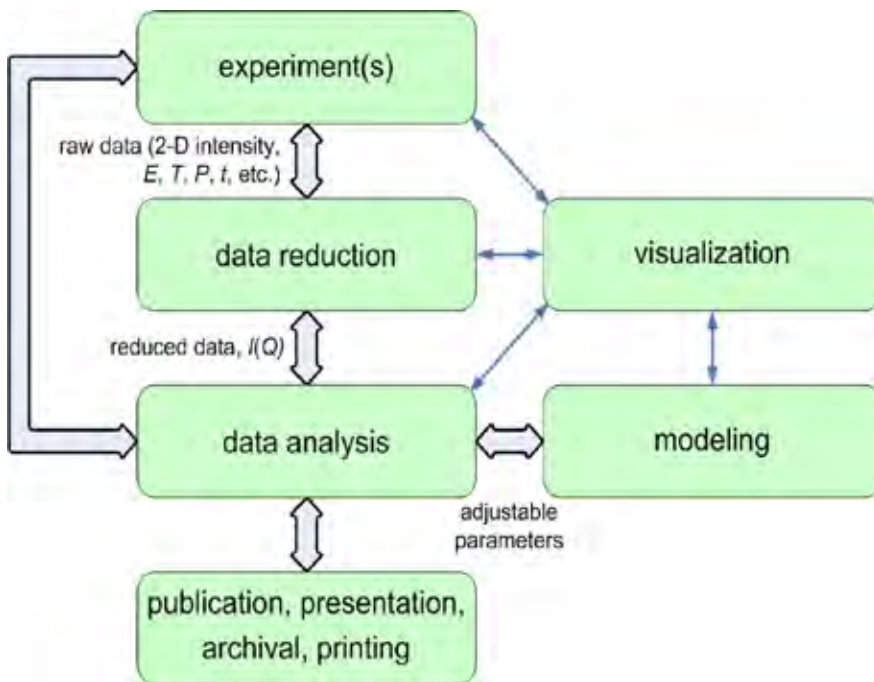 experiment(s)
raw data (2-D intensity,
E, T, P, t, etc.)
data reduction
visualization
reduced data, I(Q)
data analysis
modeling
adjustable
parameters
publication, presentation,
archival, printing